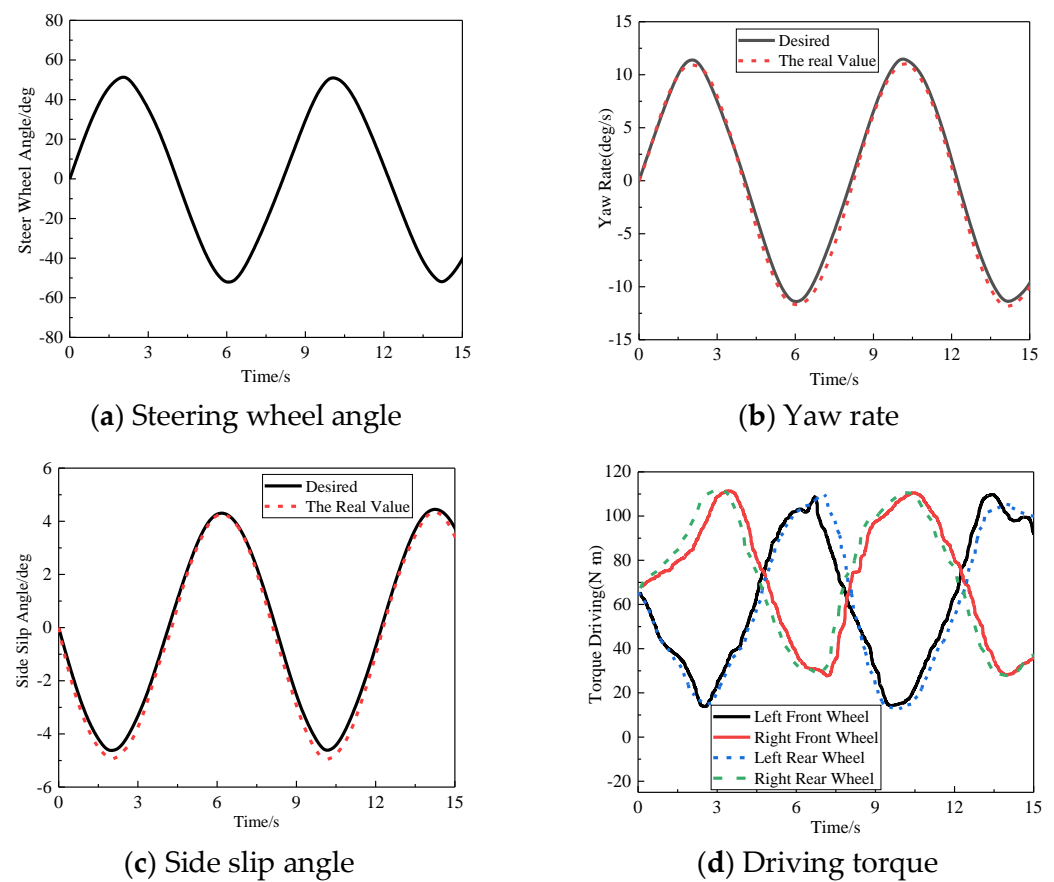 80
60
40
20
0
-20
-40
-60
-80
Steer Wheel Angle/deg
0
3
6
9
12
15
Time/s
(a) Steering wheel angle
15
10
5
0
-5
-10
-15
Yaw Rate(deg/s)
Desired
The real Value
0
3
6
9
12
15
Time/s
(b) Yaw rate
6
4
2
0
-2
-4
-6
Side Silp Angle/deg
Desired
The Real Value
0
3
6
9
12
15
Time/s
(c) Side slip angle
120
100
80
60
40
20
0
-20
Torque Driving(N m)
Left Front Wheel
Right Front Wheel
Left Rear Wheel
Right Rear Wheel
0
3
6
9
12
15
Time/s
(d) Driving torque